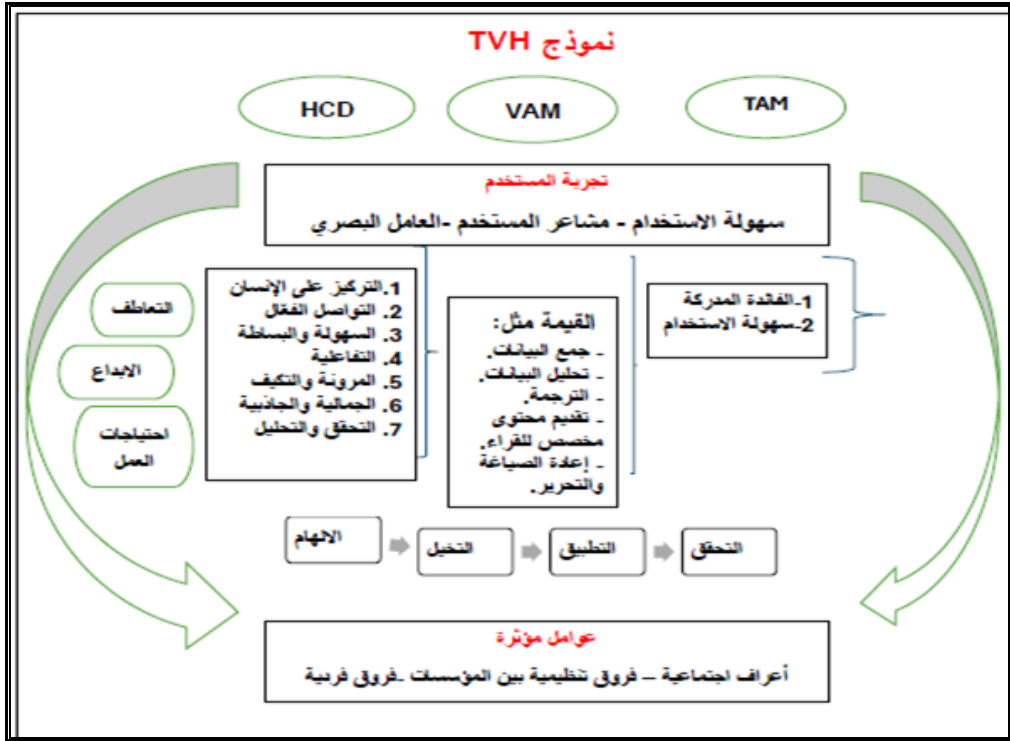 نموذج TVH
TAM
VAM
HCD
تجربة المستخدم
سهولة الاستخدام - مشاعر المستخدم -العامل البصري
1-الفائدة المدركة
2-سهولة الاستخدام
القيمة مثل:
- جمع البيانات.
- تحليل البيانات.
- الترجمة.
- تقديم محتوى
مخصص للقراء.
- إعادة الصياغة
والتحرير.
1.التركيز على الإنسان
2. التواصل الفعّال
3. السهولة والبساطة
4. التفاعلية
5. المرونة والتكيف
6. الجمالية والجاذبية
7. التحقق والتحليل
التعاطف
الابداع
احتياجات
العمل
الالهام
التخيل
التطبيق
التحقق
عوامل مؤثرة
أعراف اجتماعية – فروق تنظيمية بين المؤسسات -فروق فردية